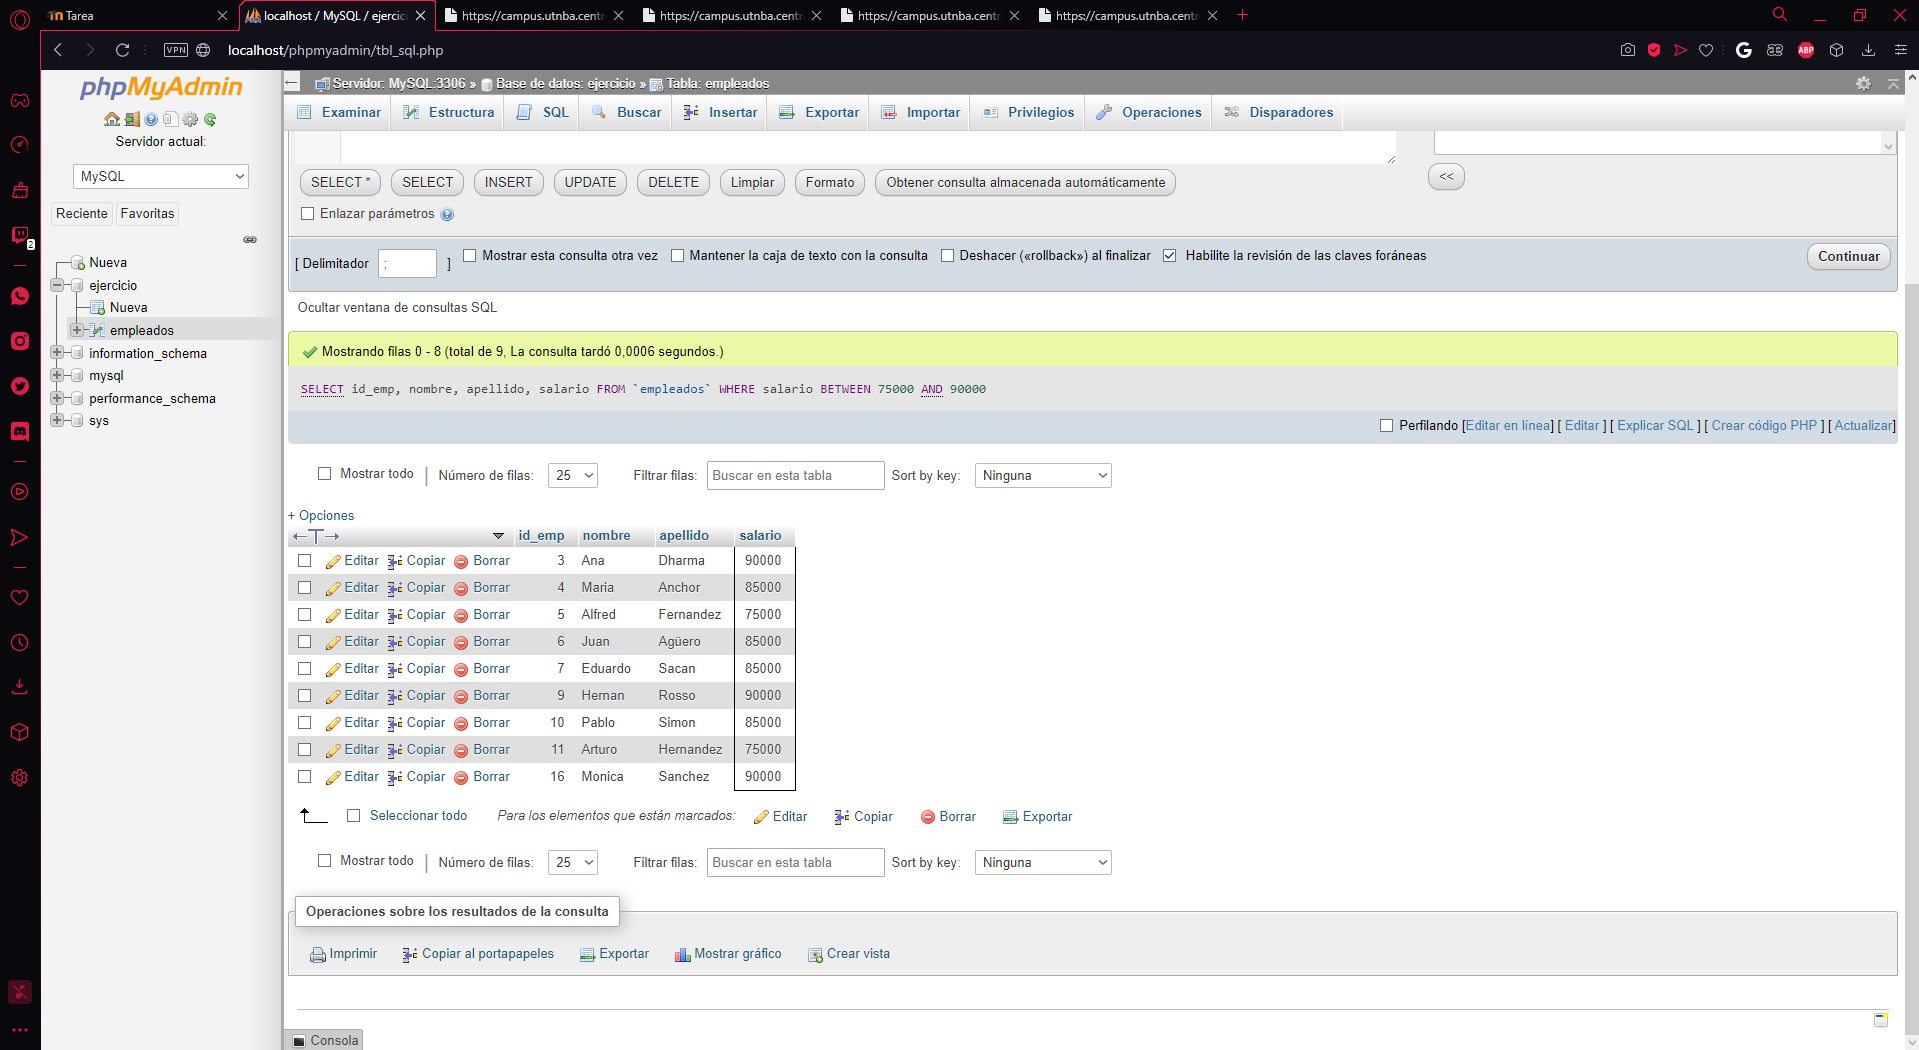 Tarea
localhost / MySQL / ejercic
https://campus.utnba.centr
https://campus.utnba.centr
https://campus.utnba.centr
https://campus.utnba.centr
VPN
localhost/phpmyadmin/tbl_sql.php
G
ABP
2
phpMyAdmin
Servidor actual:
MySQL
Reciente
Favoritas
Nueva
ejercicio
Nueva
empleados
information_schema
mysql
performance_schema
sys
Servidor: MySQL:3306 » Base de datos: ejercicio » Tabla: empleados
Examinar Estructura SQL Buscar Insertar Exportar Importar Privilegios Operaciones Disparadores
SELECT * SELECT INSERT UPDATE DELETE Limpiar Formato Obtener consulta almacenada automáticamente <<
Enlazar parámetros
[ Delimitador ; ] Mostrar esta consulta otra vez Mantener la caja de texto con la consulta Deshacer («rollback») al finalizar Habilite la revisión de las claves foráneas Continuar
Ocultar ventana de consultas SQL
Mostrando filas 0 - 8 (total de 9, La consulta tardó 0,0006 segundos.)
SELECT id_emp, nombre, apellido, salario FROM `empleados` WHERE salario BETWEEN 75000 AND 90000
Perfilando [Editar en línea] [ Editar ] [ Explicar SQL ] [ Crear código PHP ] [ Actualizar]
Mostrar todo | Número de filas: 25 Filtrar filas: Buscar en esta tabla Sort by key: Ninguna
+ Opciones
←T→ id_emp nombre apellido salario
Editar Copiar Borrar 3 Ana Dharma 90000
Editar Copiar Borrar 4 Maria Anchor 85000
Editar Copiar Borrar 5 Alfred Fernandez 75000
Editar Copiar Borrar 6 Juan Agüero 85000
Editar Copiar Borrar 7 Eduardo Sacan 85000
Editar Copiar Borrar 9 Hernan Rosso 90000
Editar Copiar Borrar 10 Pablo Simon 85000
Editar Copiar Borrar 11 Arturo Hernandez 75000
Editar Copiar Borrar 16 Monica Sanchez 90000
Seleccionar todo Para los elementos que están marcados: Editar Copiar Borrar Exportar
Mostrar todo | Número de filas: 25 Filtrar filas: Buscar en esta tabla Sort by key: Ninguna
Operaciones sobre los resultados de la consulta
Imprimir Copiar al portapapeles Exportar Mostrar gráfico Crear vista
Consola